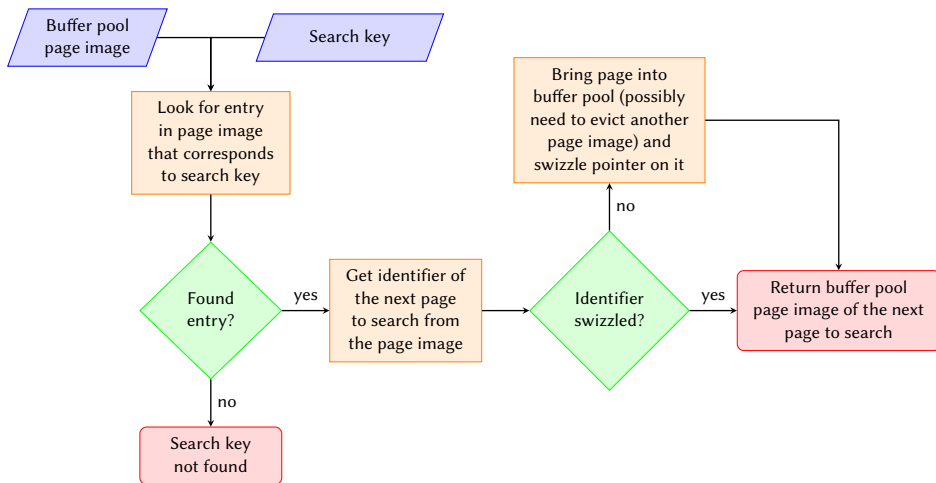 Buffer pool
page image
Search key
Look for entry
in page image
that corresponds
to search key
Found
entry?
yes
no
Search key
not found
Get identifier of
the next page
to search from
the page image
Identifier
swizzled?
no
yes
Bring page into
buffer pool (possibly
need to evict another
page image) and
swizzle pointer on it
Return buffer pool
page image of the next
page to search